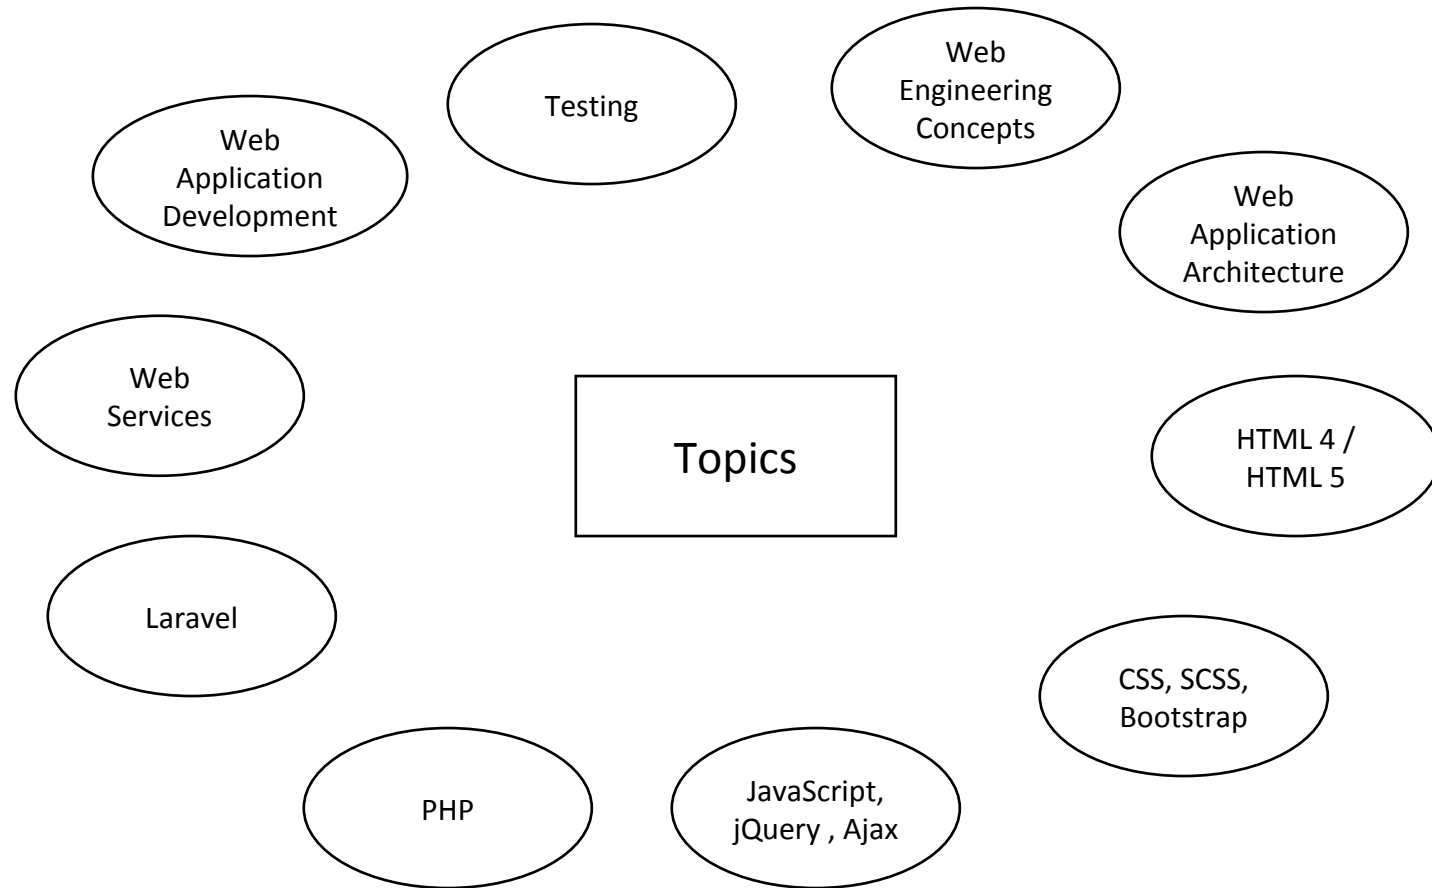 Web
Engineering
Concepts
Testing
Web
Application
Development
Web
Application
Architecture
Web
Services
Topics
HTML 4 /
HTML 5
Laravel
CSS, SCSS,
Bootstrap
PHP
JavaScript,
jQuery , Ajax